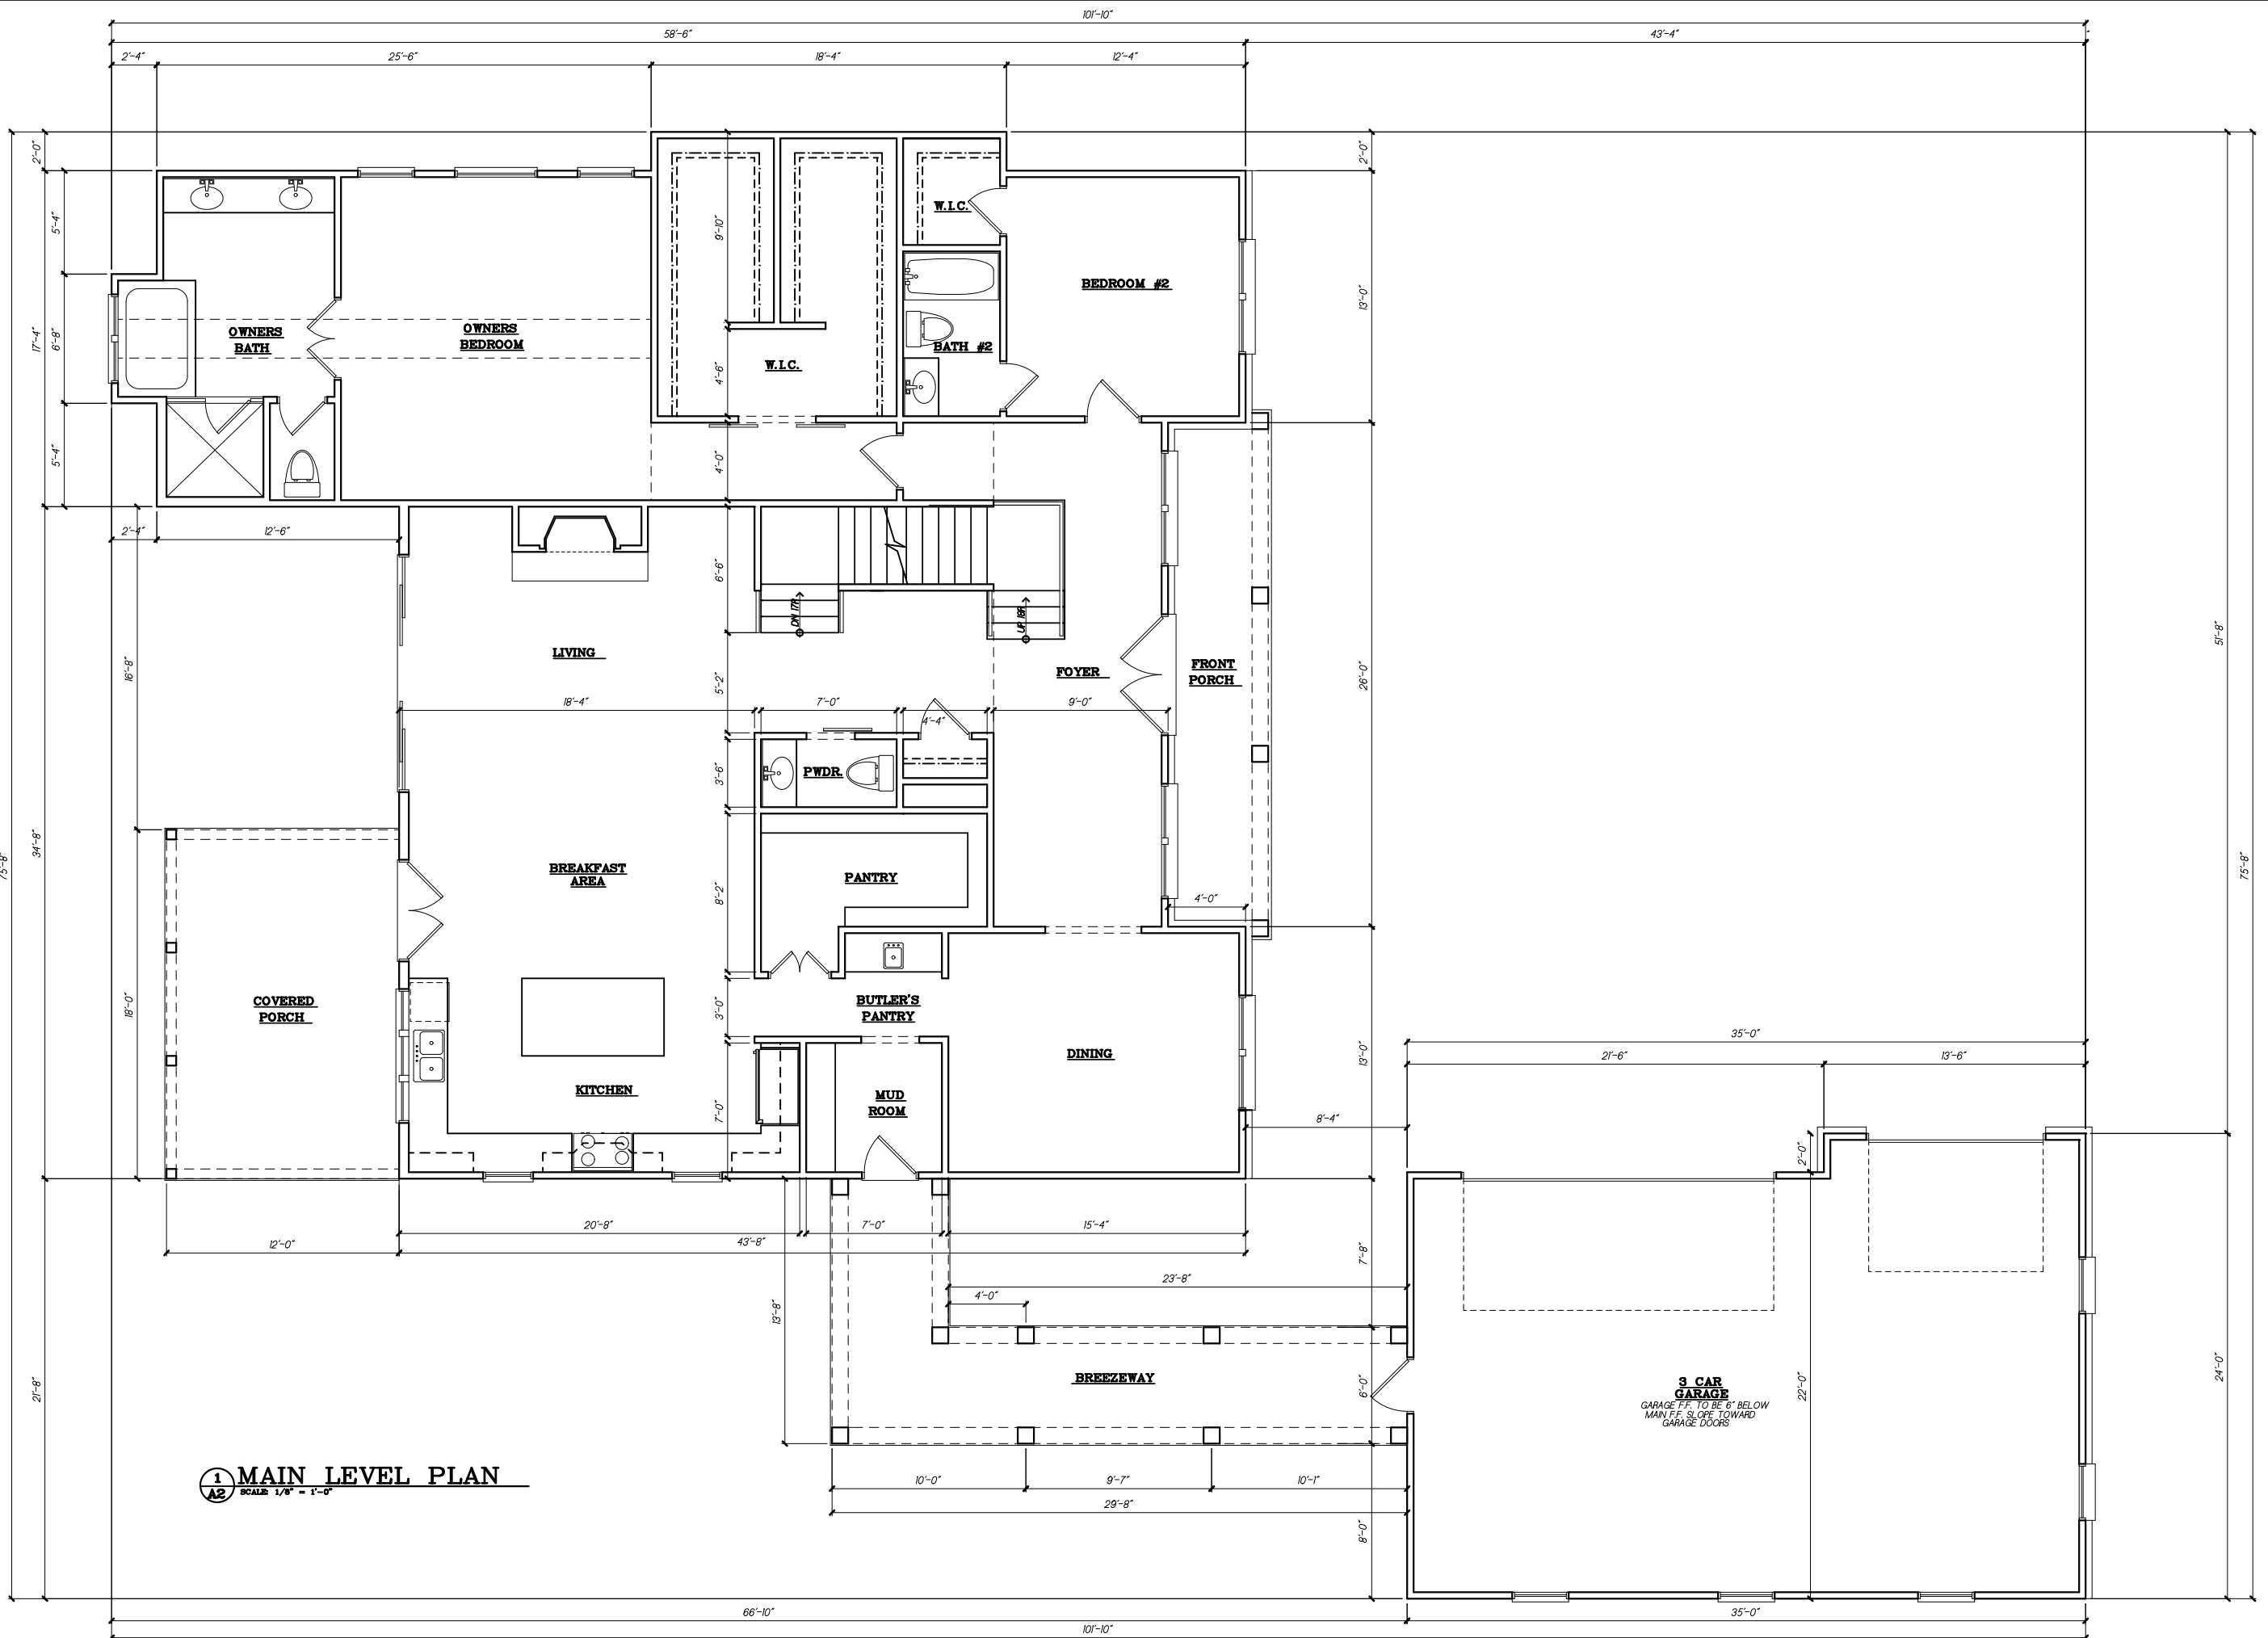 101'-10"
58'-6"
43'-4"
2'-4"
25'-6"
18'-4"
12'-4"
2'-0"
2'-0"
5'-4"
9'-10"
W.I.C.
BEDROOM #2
13'-0"
17'-4"
6'-8"
OWNERS
BATH
OWNERS
BEDROOM
BATH #2
W.I.C.
4'-6"
5'-4"
4'-0"
2'-4"
12'-6"
6'-6"
DN 17R
UP 18R
51'-8"
LIVING
16'-8"
5'-2"
FOYER
FRONT
PORCH
26'-0"
18'-4"
7'-0"
4'-4"
9'-0"
PWDR.
3'-6"
34'-8"
75'-8"
75'-8"
BREAKFAST
AREA
PANTRY
8'-2"
4'-0"
COVERED
PORCH
18'-0"
BUTLER'S
PANTRY
3'-0"
DINING
13'-0"
35'-0"
21'-6"
13'-6"
KITCHEN
MUD
ROOM
7'-0"
8'-4"
2'-0"
20'-8"
7'-0"
15'-4"
12'-0"
43'-8"
7'-8"
23'-8"
4'-0"
13'-8"
BREEZEWAY
6'-0"
21'-8"
3 CAR
GARAGE
GARAGE F.F. TO BE 6" BELOW
MAIN F.F. SLOPE TOWARD
GARAGE DOORS
22'-0"
24'-0"
1
A2
MAIN LEVEL PLAN
SCALE: 1/8" = 1'-0"
10'-0"
9'-7"
10'-1"
29'-8"
8'-0"
66'-10"
35'-0"
101'-10"